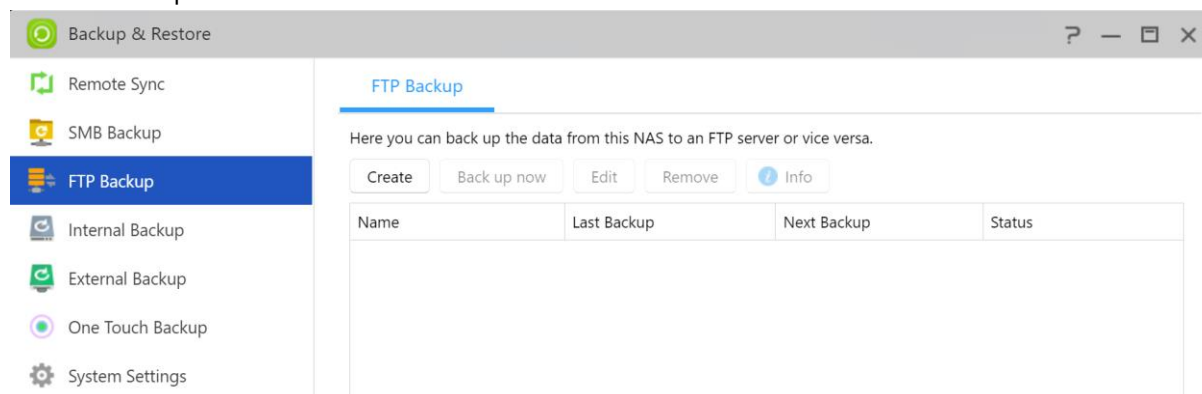 Backup & Restore
Remote Sync
SMB Backup
FTP Backup
Internal Backup
External Backup
One Touch Backup
System Settings
FTP Backup
Here you can back up the data from this NAS to an FTP server or vice versa.
Create Back up now Edit Remove Info
Name Last Backup Next Backup Status